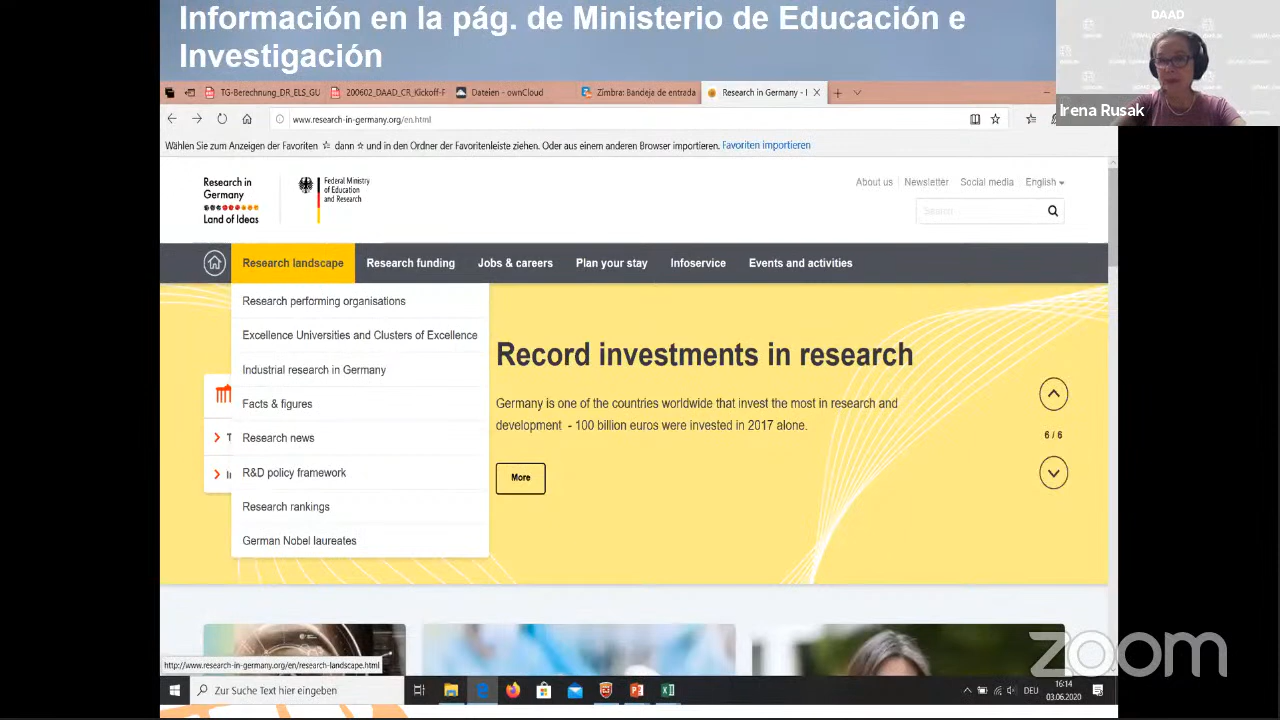 Información en la pág. de Ministerio de Educación e
Investigación
DAAD
Irena Rusak
TG-Berechnung_DR_ELS_GU
200602_DAAD_CR_Kickoff-F
Dateien - ownCloud
Zimbra: Bandeja de entrada
Research in Germany - I
www.research-in-germany.org/en.html
Wählen Sie zum Anzeigen der Favoriten ☆ dann ☆ und in den Ordner der Favoritenleiste ziehen. Oder aus einem anderen Browser importieren. Favoriten importieren
Research in
Germany
Land of Ideas
Federal Ministry
of Education
and Research
About us
Newsletter
Social media
English
Search
Research landscape
Research funding
Jobs & careers
Plan your stay
Infoservice
Events and activities
Research performing organisations
Excellence Universities and Clusters of Excellence
Industrial research in Germany
Facts & figures
Research news
R&D policy framework
Research rankings
German Nobel laureates
Record investments in research
Germany is one of the countries worldwide that invest the most in research and
development - 100 billion euros were invested in 2017 alone.
More
6 / 6
http://www.research-in-germany.org/en/research-landscape.html
Zur Suche Text hier eingeben
DEU
16:14
03.06.2020
zoom